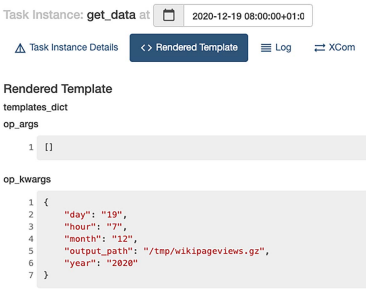 Task Instance: get_data at 2020-12-19 08:00:00+01:0
Task Instance Details <> Rendered Template Log XCom
Rendered Template
templates_dict
op_args
1 []
op_kwargs
1 {
2 "day": "19",
3 "hour": "7",
4 "month": "12",
5 "output_path": "/tmp/wikipageviews.gz",
6 "year": "2020"
7 }